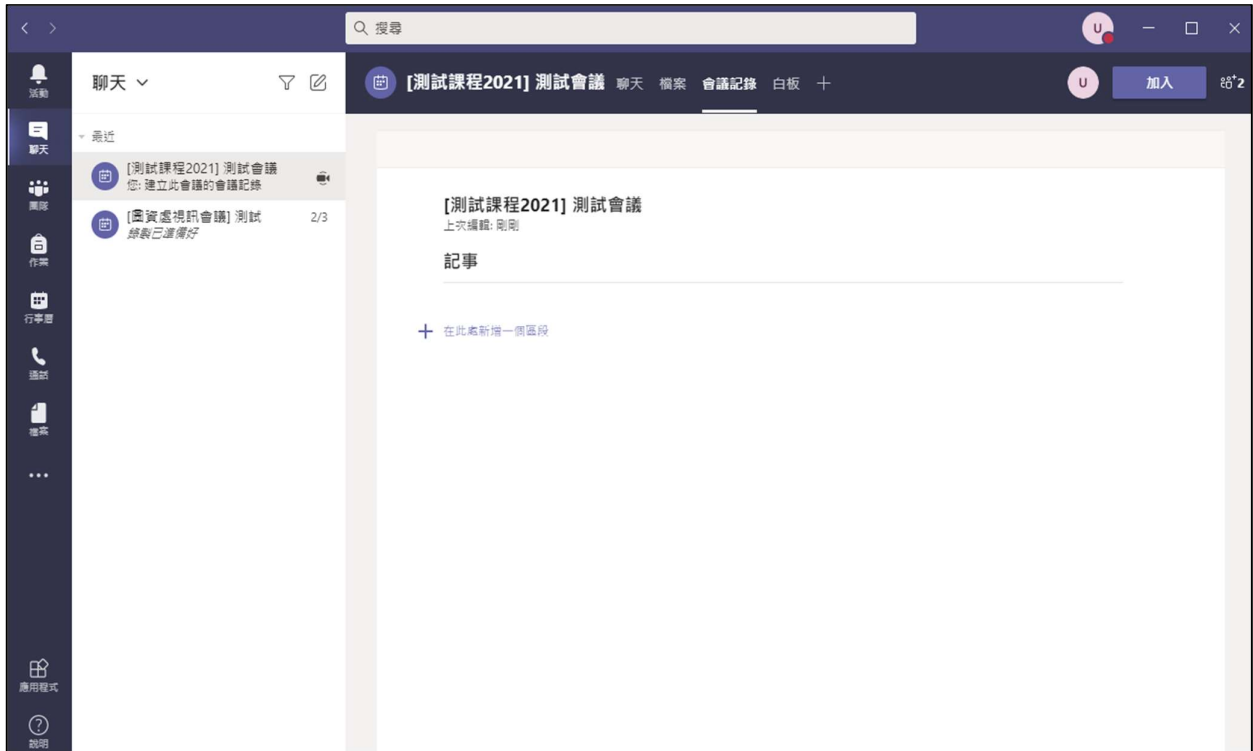 搜尋
U
活動
聊天
團隊
作業
行事曆
通話
檔案
應用程式
說明
聊天
最近
[測試課程2021] 測試會議
您: 建立此會議的會議記錄
[圖資處視訊會議] 測試 2/3
錄製已準備好
[測試課程2021] 測試會議 聊天 檔案 會議記錄 白板 U 加入 2
[測試課程2021] 測試會議
上次編輯: 剛剛
記事
在此處新增一個區段